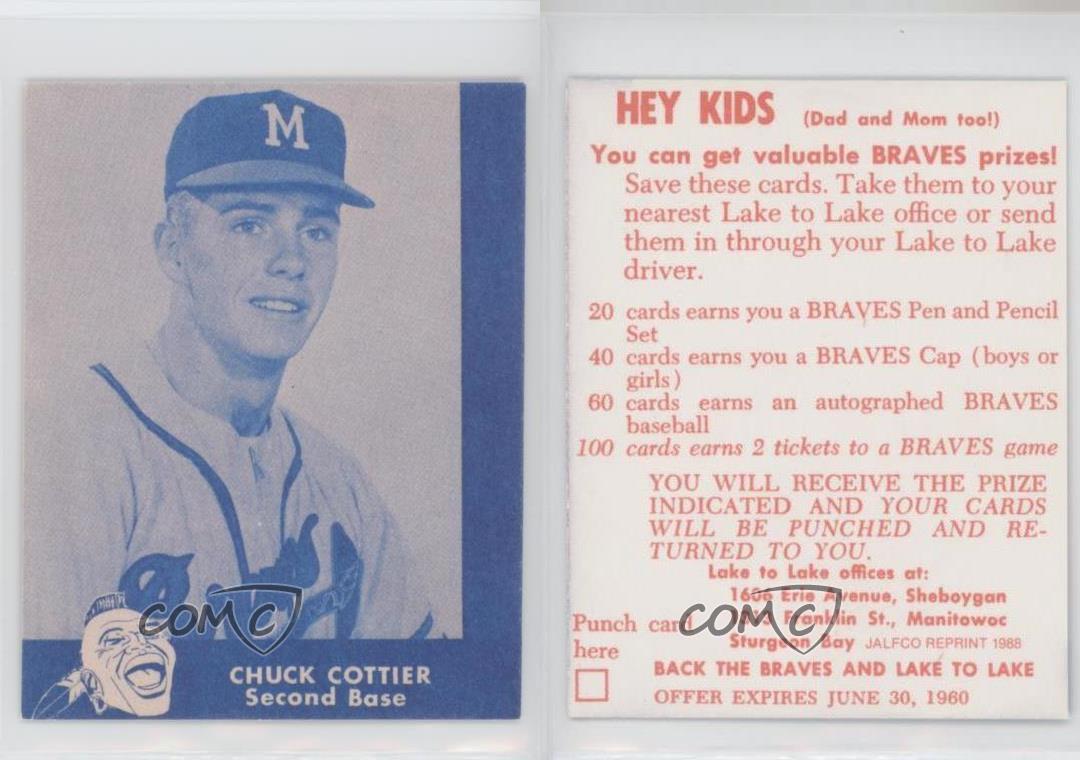 M
CHUCK COTTIER
Second Base
COMC
HEY KIDS (Dad and Mom too!)
You can get valuable BRAVES prizes!
Save these cards. Take them to your
nearest Lake to Lake office or send
them in through your Lake to Lake
driver.
20 cards earns you a BRAVES Pen and Pencil
Set
40 cards earns you a BRAVES Cap (boys or
girls)
60 cards earns an autographed BRAVES
baseball
100 cards earns 2 tickets to a BRAVES game
YOU WILL RECEIVE THE PRIZE
INDICATED AND YOUR CARDS
WILL BE PUNCHED AND RE-
TURNED TO YOU.
Lake to Lake offices at:
Erie Avenue, Sheboygan
Franklin St., Manitowoc
Sturgeon Bay JALFCO REPRINT 1988
Punch card
here
COMC
BACK THE BRAVES AND LAKE TO LAKE
OFFER EXPIRES JUNE 30, 1960